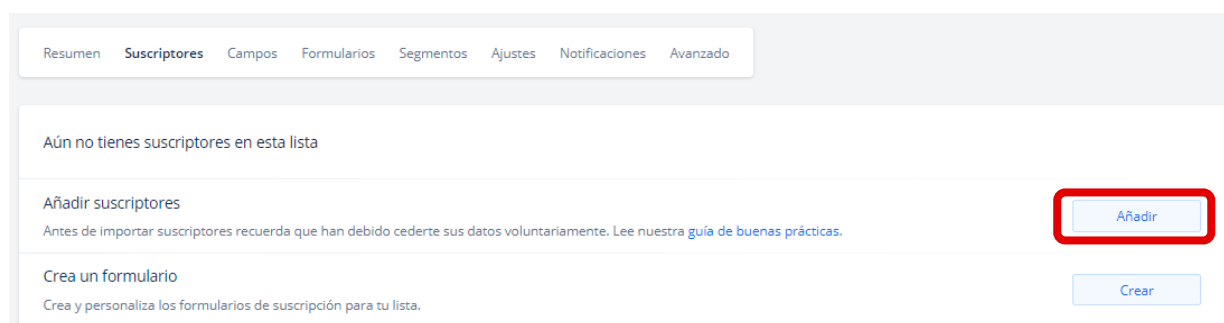 Resumen Suscriptores Campos Formularios Segmentos Ajustes Notificaciones Avanzado
Aún no tienes suscriptores en esta lista
Añadir suscriptores
Antes de importar suscriptores recuerda que han debido cederte sus datos voluntariamente. Lee nuestra guía de buenas prácticas.
Añadir
Crea un formulario
Crea y personaliza los formularios de suscripción para tu lista.
Crear